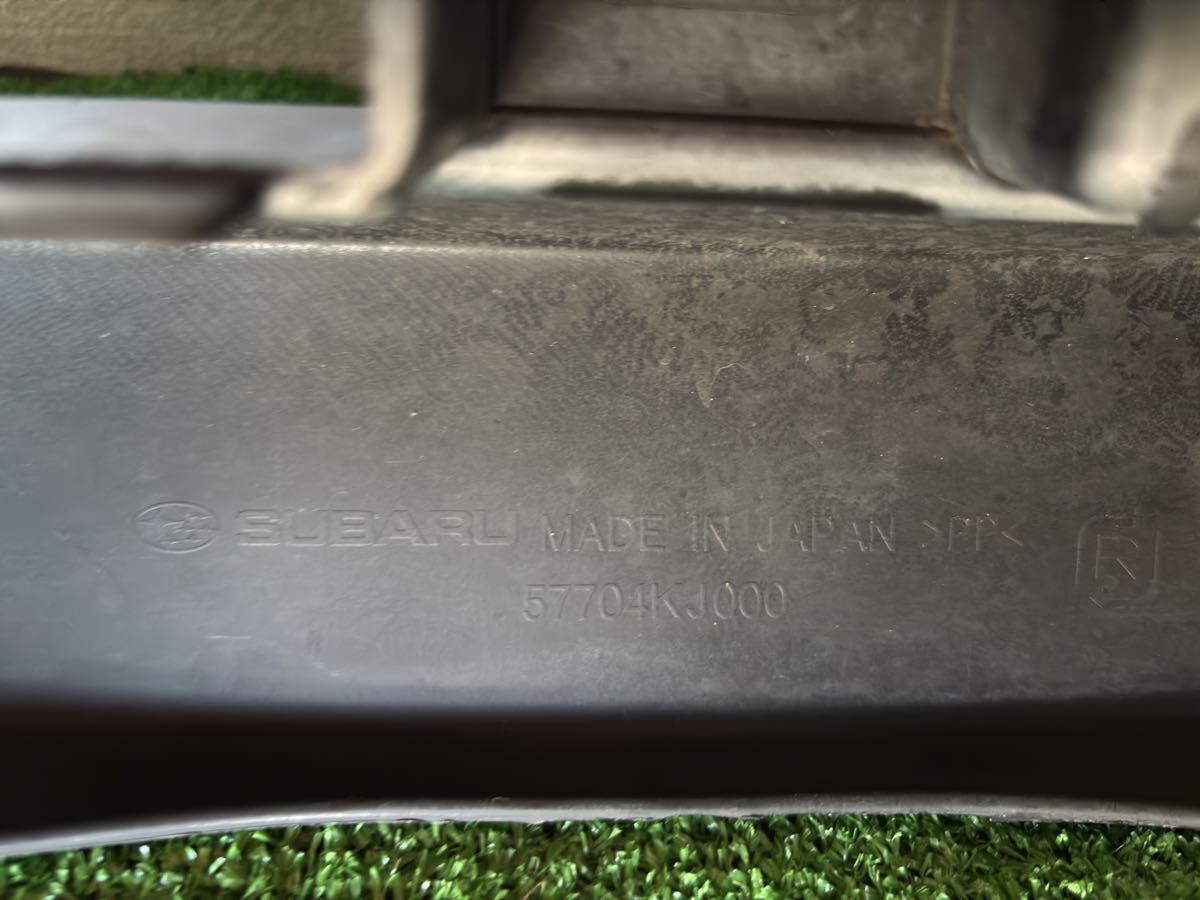 SUBARU MADE IN JAPAN >PP<
57704KJ000
R